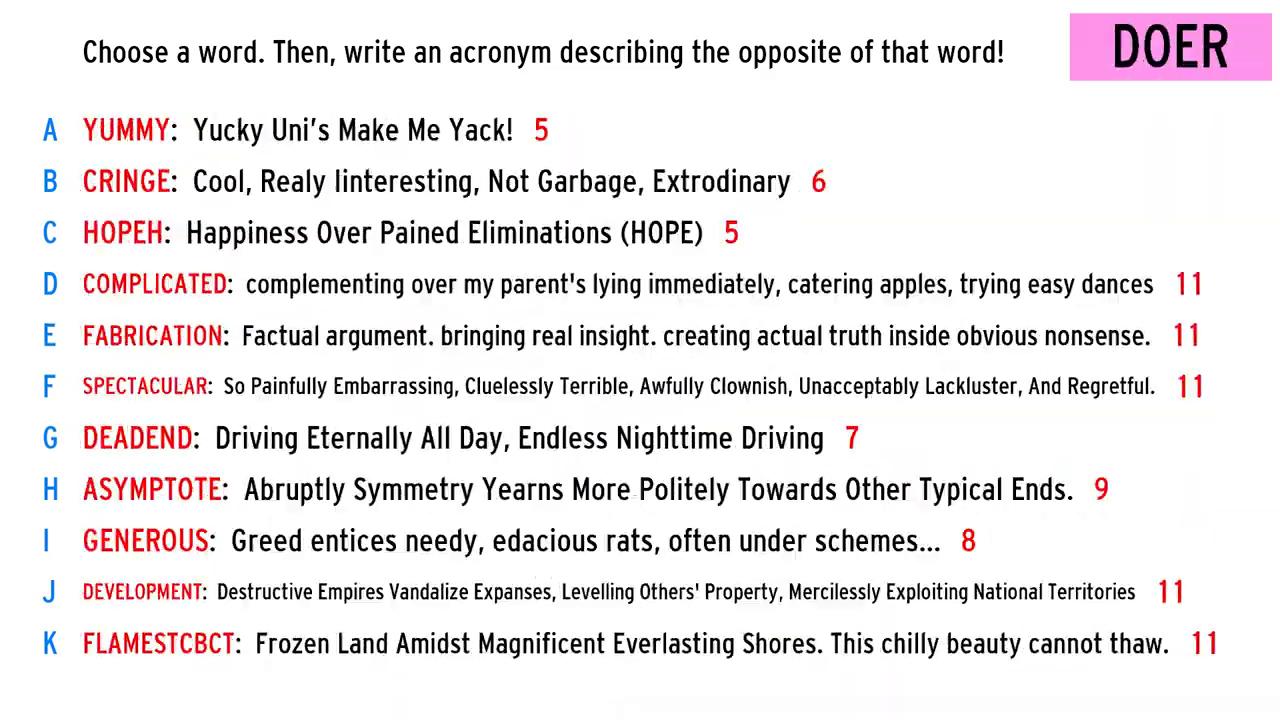 Choose a word. Then, write an acronym describing the opposite of that word!
DOER
A YUMMY: Yucky Uni's Make Me Yack! 5
B CRINGE: Cool, Realy Iinteresting, Not Garbage, Extrodinary 6
C HOPEH: Happiness Over Pained Eliminations (HOPE) 5
D COMPLICATED: complementing over my parent's lying immediately, catering apples, trying easy dances 11
E FABRICATION: Factual argument. bringing real insight. creating actual truth inside obvious nonsense. 11
F SPECTACULAR: So Painfully Embarrassing, Cluelessly Terrible, Awfully Clownish, Unacceptably Lackluster, And Regretful. 11
G DEADEND: Driving Eternally All Day, Endless Nighttime Driving 7
H ASYMPTOTE: Abruptly Symmetry Yearns More Politely Towards Other Typical Ends. 9
I GENEROUS: Greed entices needy, edacious rats, often under schemes... 8
J DEVELOPMENT: Destructive Empires Vandalize Expanses, Levelling Others' Property, Mercilessly Exploiting National Territories 11
K FLAMESTCBCT: Frozen Land Amidst Magnificent Everlasting Shores. This chilly beauty cannot thaw. 11